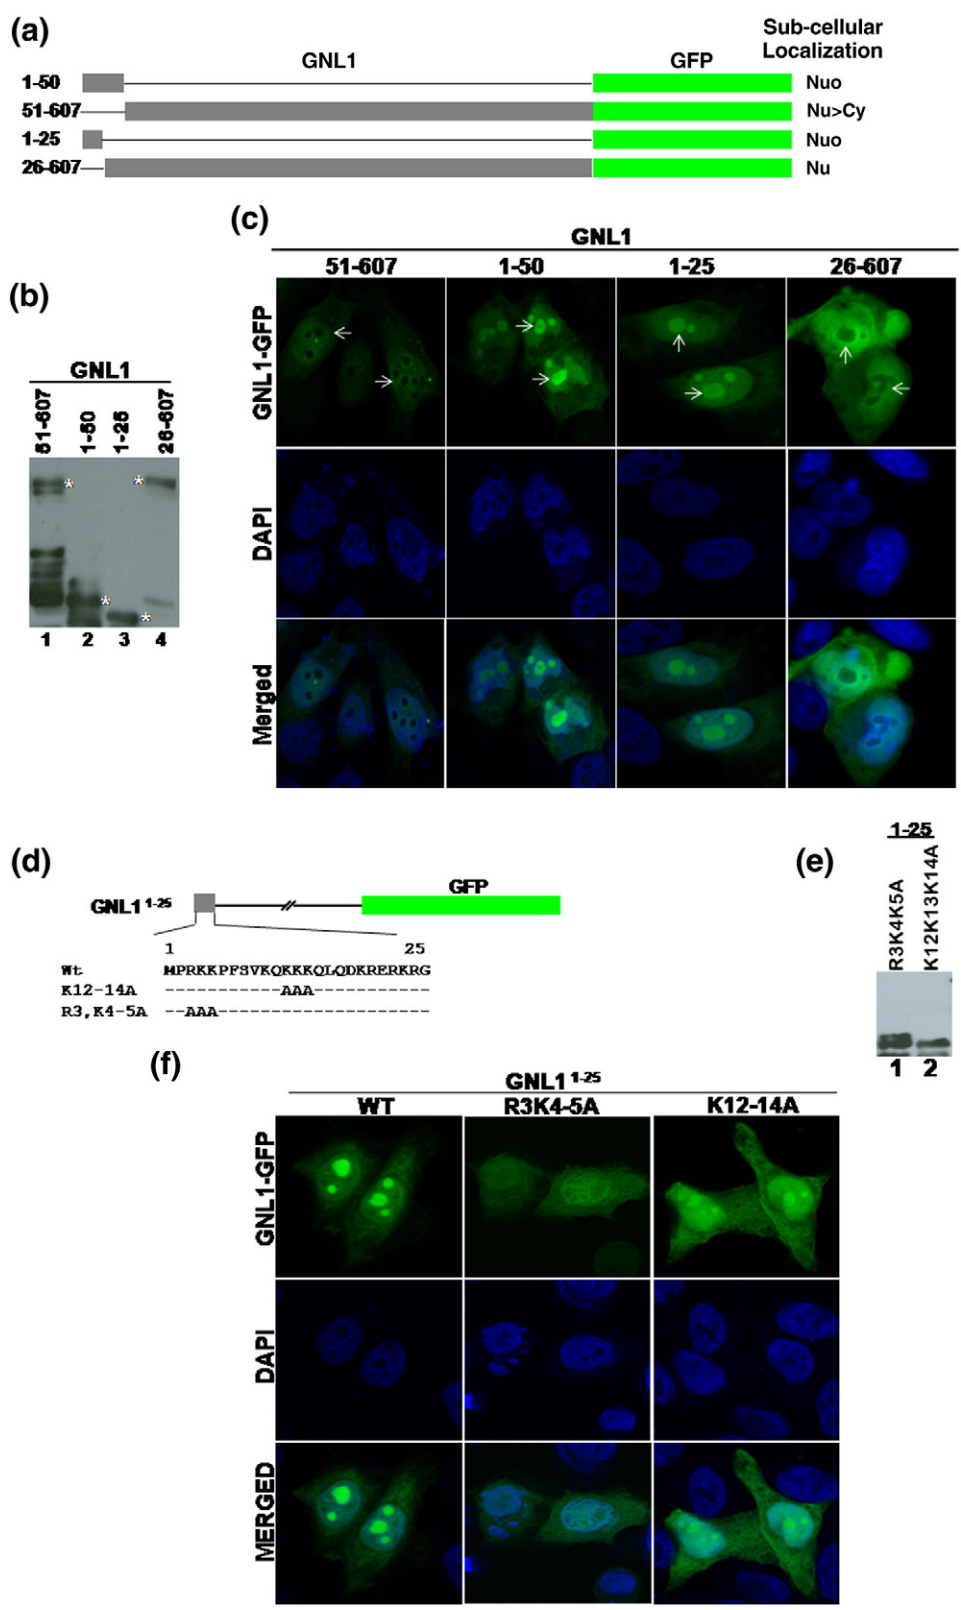 (a)
Sub-cellular
Localization
GNL1
GFP
1-50
Nuo
51-607
Nu>Cy
1-25
Nuo
26-607
Nu
(b)
GNL1
51-607
1-50
1-25
26-607
*
*
*
*
1 2 3 4
(c)
GNL1
51-607 1-50 1-25 26-607
GNL1-GFP
DAPI
Merged
(d)
GFP
GNL1 1-25
1 25
Wt MPRKKPFSVKQKKKQLQDKRERKRG
K12-14A -----------AAA-----------
R3,K4-5A --AAA--------------------
(e)
1-25
R3K4K5A
K12K13K14A
1 2
(f)
GNL1 1-25
WT R3K4-5A K12-14A
GNL1-GFP
DAPI
MERGED